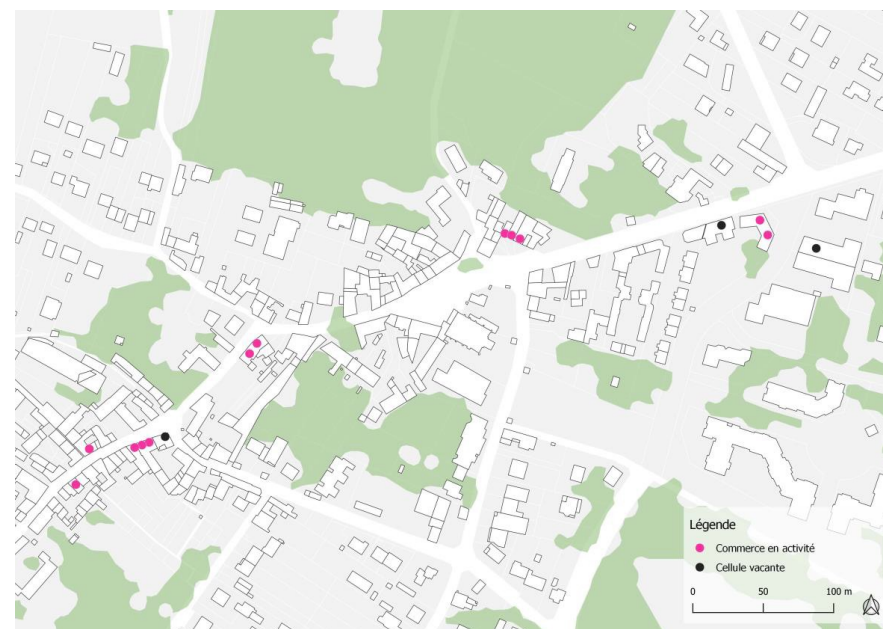 Légende
Commerce en activité
Cellule vacante
0 50 100 m